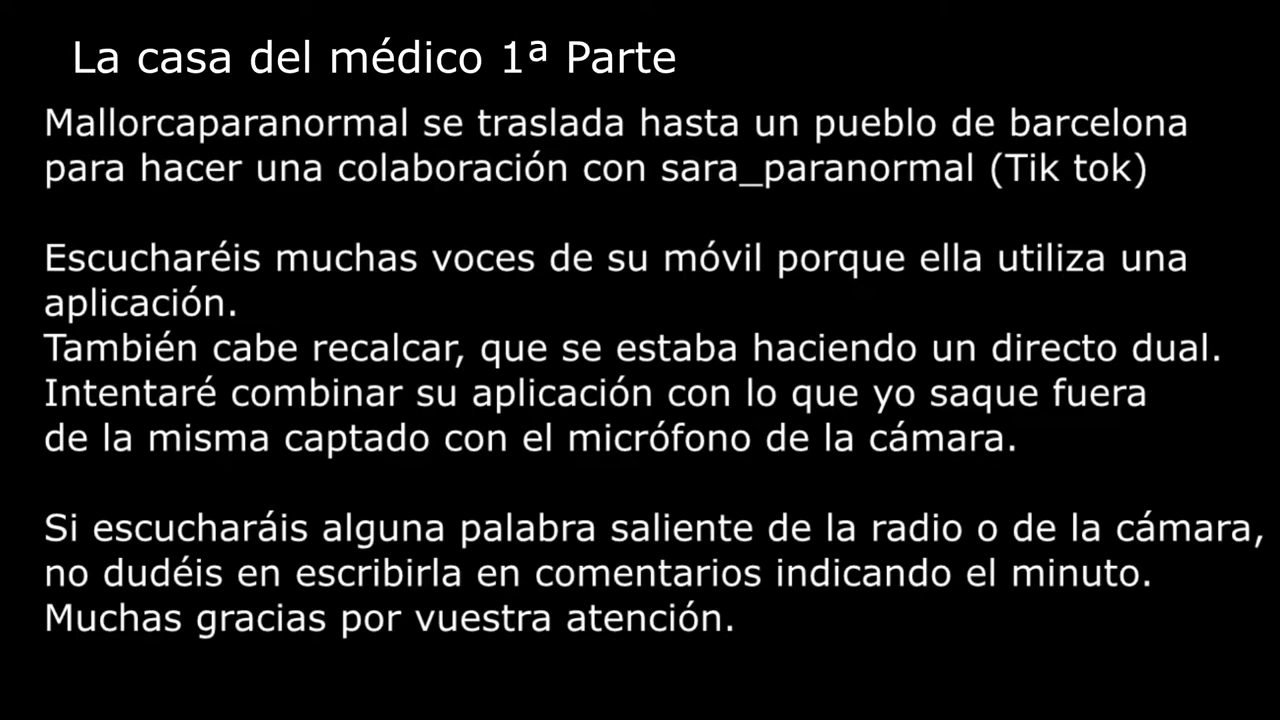 La casa del médico 1ª Parte
Mallorcaparanormal se traslada hasta un pueblo de barcelona
para hacer una colaboración con sara_paranormal (Tik tok)
Escucharéis muchas voces de su móvil porque ella utiliza una
aplicación.
También cabe recalcar, que se estaba haciendo un directo dual.
Intentaré combinar su aplicación con lo que yo saque fuera
de la misma captado con el micrófono de la cámara.
Si escucharáis alguna palabra saliente de la radio o de la cámara,
no dudéis en escribirla en comentarios indicando el minuto.
Muchas gracias por vuestra atención.